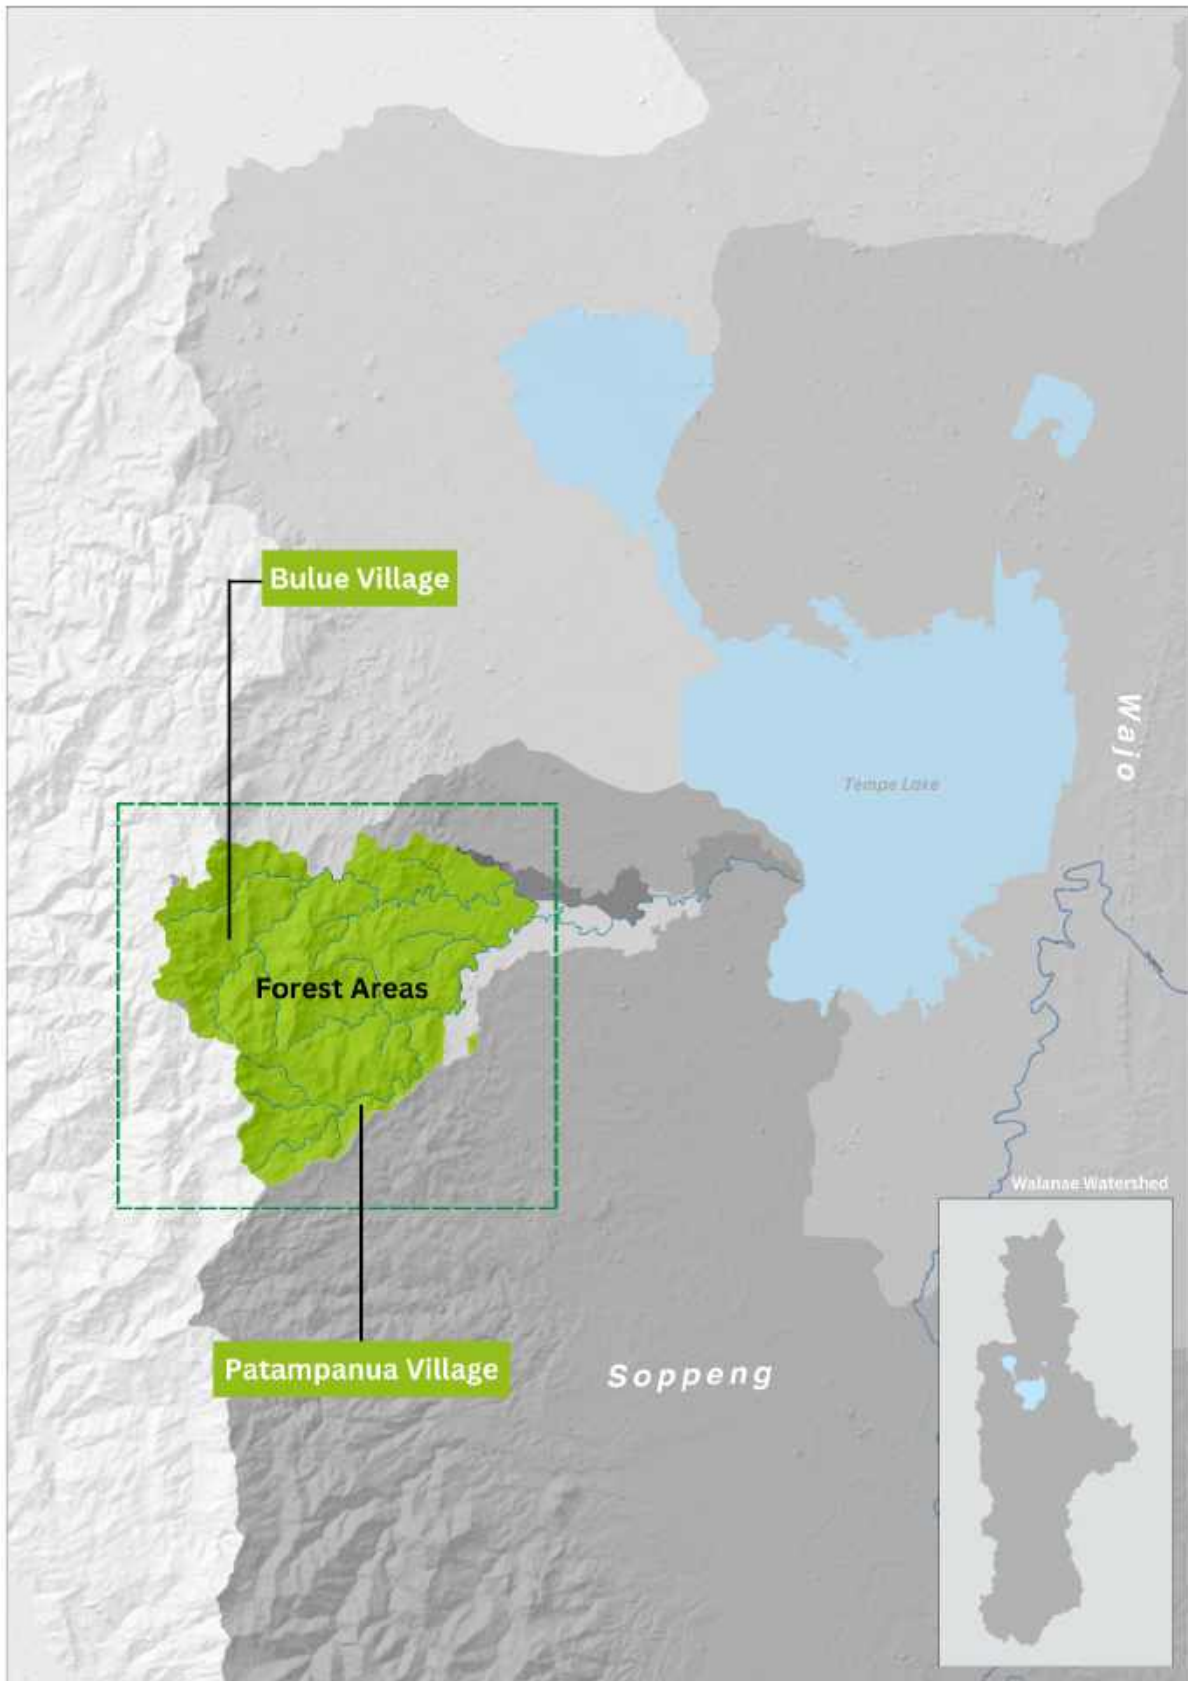 Bulue Village
Wajo
Tempe Lake
Forest Areas
Walanae Watershed
Patampanua Village
Soppeng